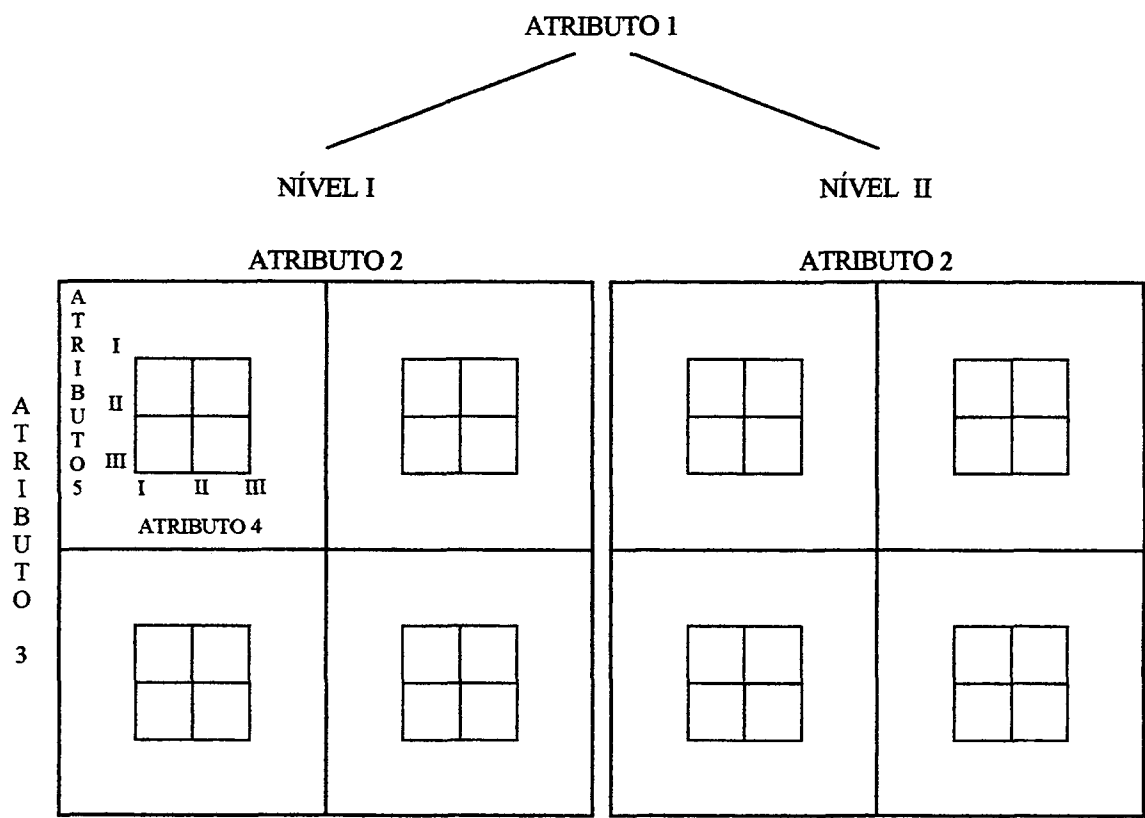 ATRIBUTO 1
NÍVEL I
NÍVEL II
ATRIBUTO 2
ATRIBUTO 2
ATRIBUTO 3
ATRIBUTO 5
I
II
III
I II III
ATRIBUTO 4